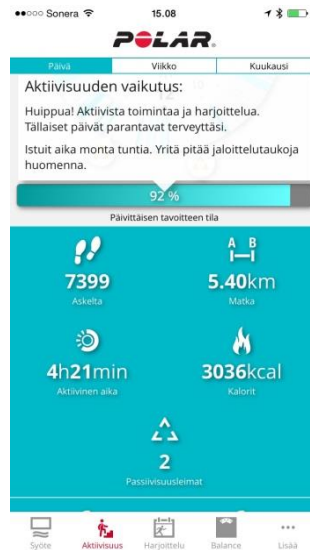 Sonera 15.08
POLAR.
Päivä Viikko Kuukausi
Aktiivisuuden vaikutus:
Huippua! Aktiivista toimintaa ja harjoittelua.
Tällaiset päivät parantavat terveyttäsi.
Istuit aika monta tuntia. Yritä pitää jaloittelutaukoja
huomenna.
92 %
Päivittäisen tavoitteen tila
A B
7399 5.40km
Askelta Matka
4h21min 3036kcal
Aktiivinen aika Kalorit
2
Passiivisuusleimat
Syöte Aktiivisuus Harjoittelu Balance Lisää